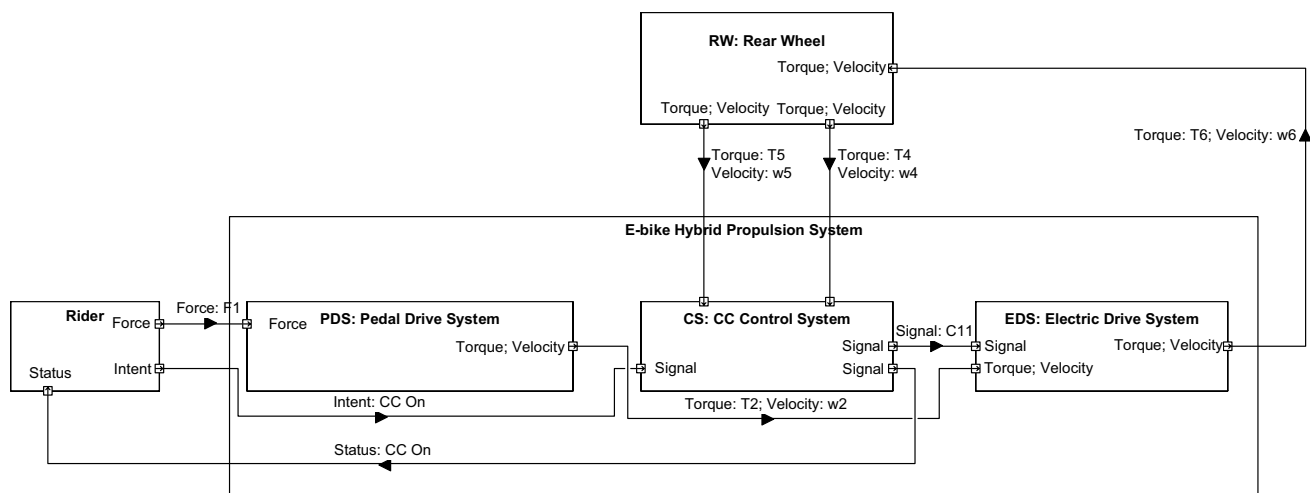 RW: Rear Wheel
Torque; Velocity
Torque; Velocity Torque; Velocity
Torque: T5
Velocity: w5
Torque: T4
Velocity: w4
Torque: T6; Velocity: w6
E-bike Hybrid Propulsion System
Rider
Force
Intent
Status
Force: F1
PDS: Pedal Drive System
Force
Torque; Velocity
CS: CC Control System
Signal
Signal
Signal
Signal: C11
EDS: Electric Drive System
Signal
Torque; Velocity
Torque; Velocity
Intent: CC On
Torque: T2; Velocity: w2
Status: CC On